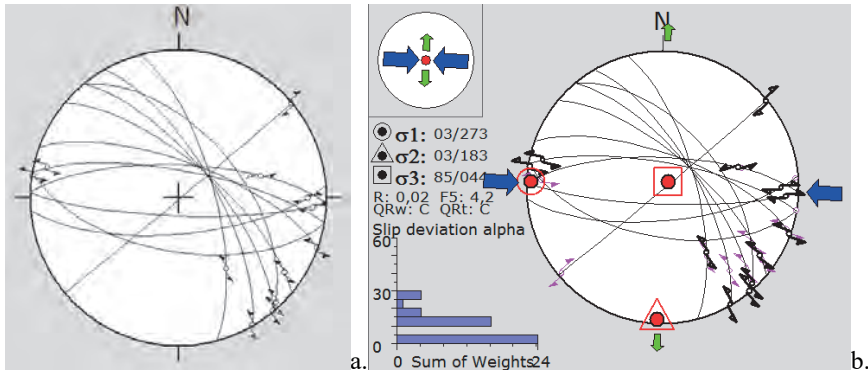 N
N
σ1: 03/273
σ2: 03/183
σ3: 85/044
R: 0,02 F5: 4,2
QRw: C QRt: C
Slip deviation alpha
60
30
0
0 Sum of Weights 24
a.
b.